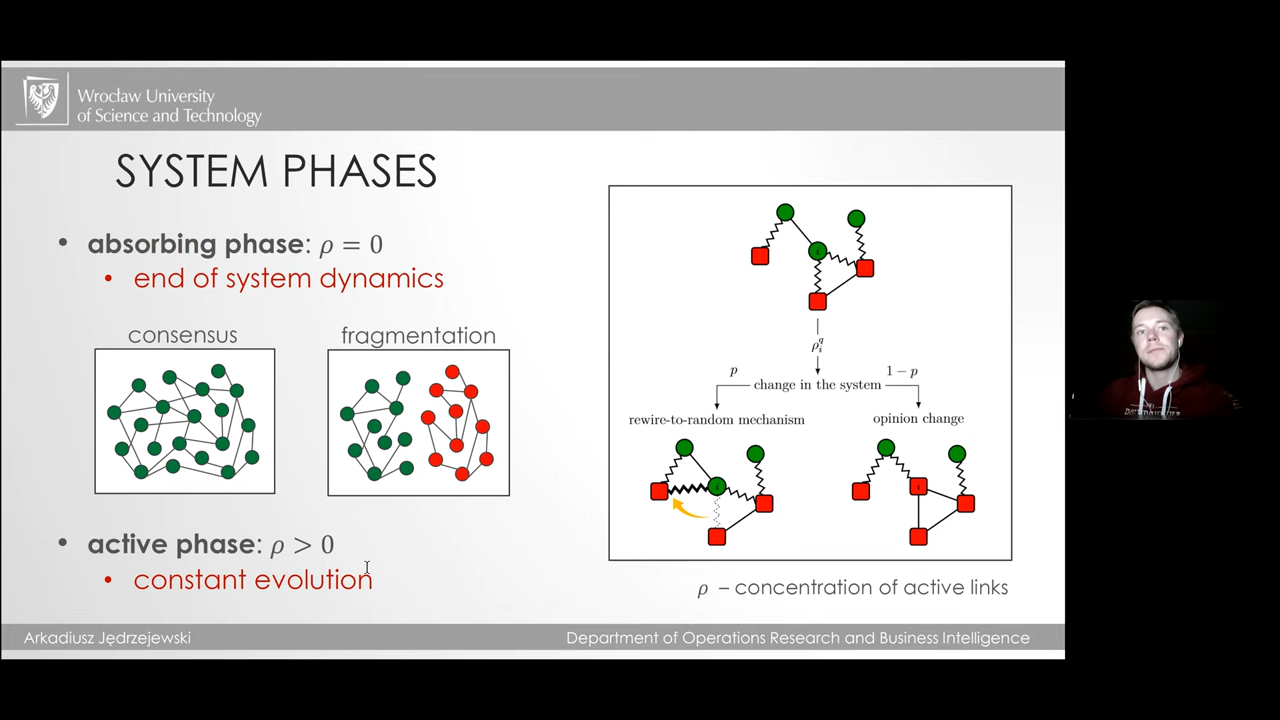 Wrocław University
of Science and Technology
SYSTEM PHASES
• absorbing phase: ρ = 0
• end of system dynamics
consensus
fragmentation
• active phase: ρ > 0
• constant evolution
i
ρᵢ^q
p
1 − p
change in the system
rewire-to-random mechanism
opinion change
i
i
ρ – concentration of active links
Arkadiusz Jędrzejewski
Department of Operations Research and Business Intelligence